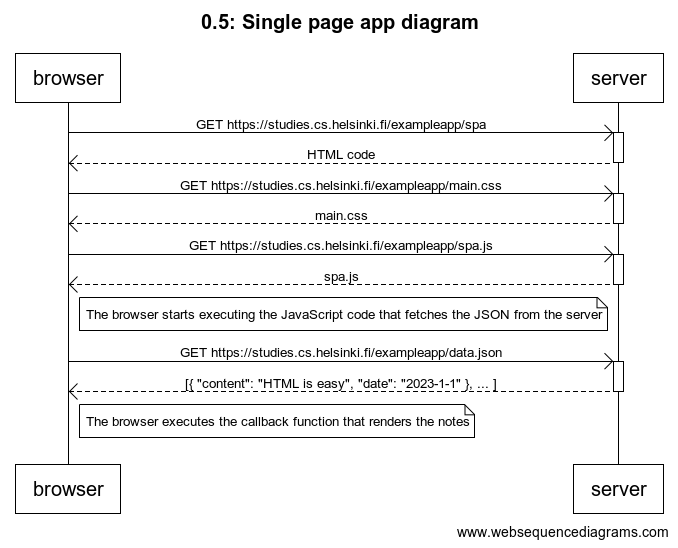 0.5: Single page app diagram
browser
server
GET https://studies.cs.helsinki.fi/exampleapp/spa
HTML code
GET https://studies.cs.helsinki.fi/exampleapp/main.css
main.css
GET https://studies.cs.helsinki.fi/exampleapp/spa.js
spa.js
The browser starts executing the JavaScript code that fetches the JSON from the server
GET https://studies.cs.helsinki.fi/exampleapp/data.json
[{ "content": "HTML is easy", "date": "2023-1-1" }, ... ]
The browser executes the callback function that renders the notes
browser
server
www.websequencediagrams.com